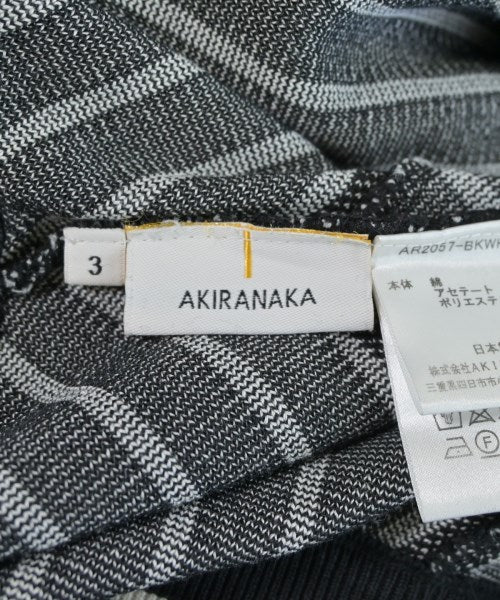 3
AKIRANAKA
AR2057-BKWH
本体 綿
アセテート
ポリエステ
日本
株式会社AKI
三重県四日市市